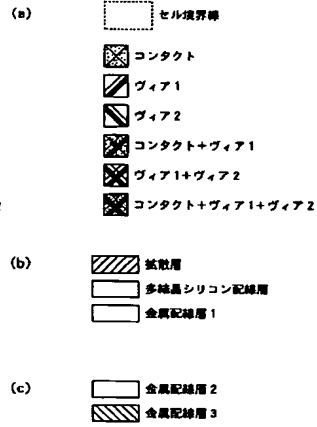 (a)
セル境界線
コンタクト
ヴィア1
ヴィア2
コンタクト+ヴィア1
ヴィア1+ヴィア2
コンタクト+ヴィア1+ヴィア2
(b)
拡散層
多結晶シリコン配線層
金属配線層1
(c)
金属配線層2
金属配線層3